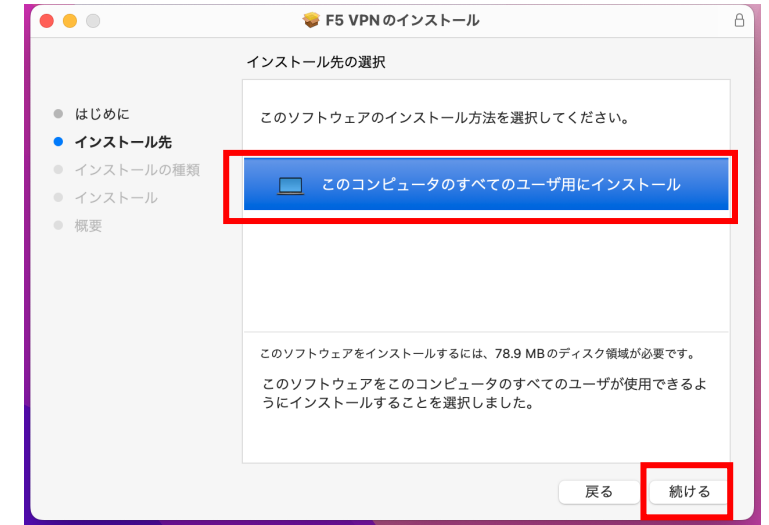 F5 VPNのインストール
インストール先の選択
はじめに
インストール先
インストールの種類
インストール
概要
このソフトウェアのインストール方法を選択してください。
このコンピュータのすべてのユーザ用にインストール
このソフトウェアをインストールするには、78.9 MBのディスク領域が必要です。
このソフトウェアをこのコンピュータのすべてのユーザが使用できるよ
うにインストールすることを選択しました。
戻る
続ける